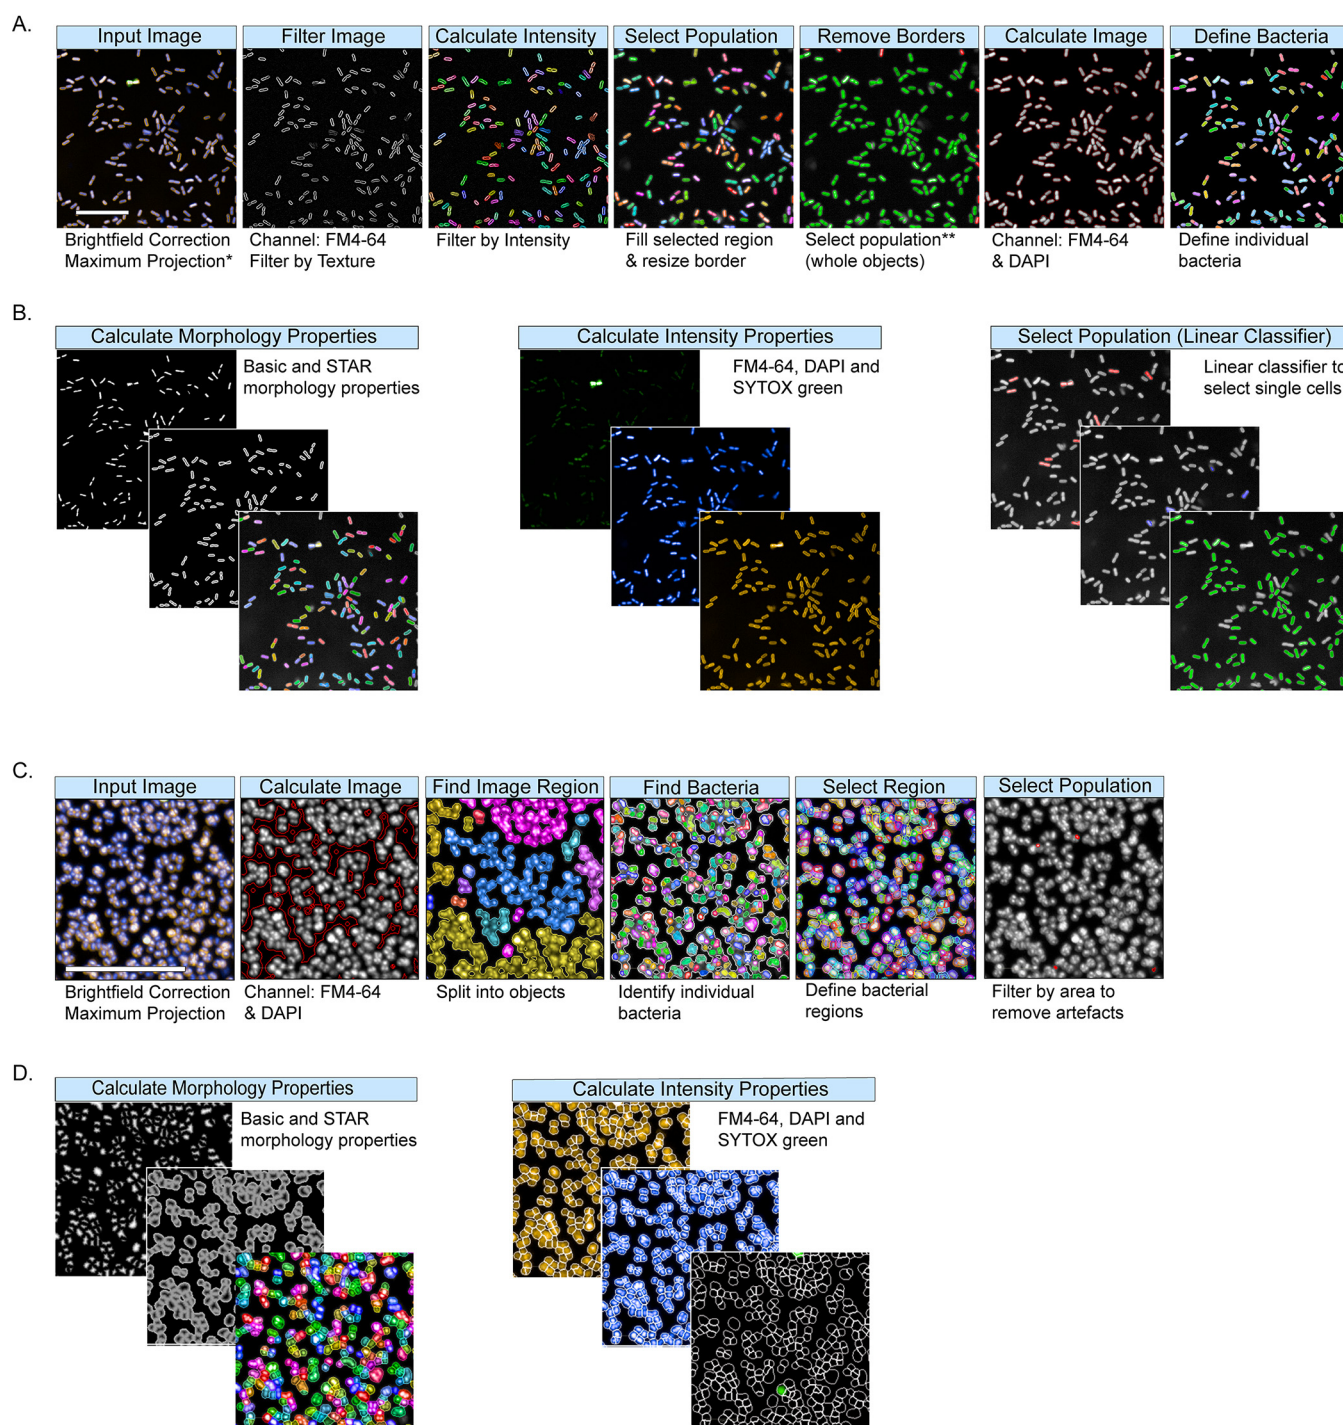 A.
Input Image
Filter Image
Calculate Intensity
Select Population
Remove Borders
Calculate Image
Define Bacteria
Brightfield Correction
Maximum Projection*
Channel: FM4-64
Filter by Texture
Filter by Intensity
Fill selected region
& resize border
Select population**
(whole objects)
Channel: FM4-64
& DAPI
Define individual
bacteria
B.
Calculate Morphology Properties
Basic and STAR
morphology properties
Calculate Intensity Properties
FM4-64, DAPI and
SYTOX green
Select Population (Linear Classifier)
Linear classifier to
select single cells
C.
Input Image
Calculate Image
Find Image Region
Find Bacteria
Select Region
Select Population
Brightfield Correction
Maximum Projection
Channel: FM4-64
& DAPI
Split into objects
Identify individual
bacteria
Define bacterial
regions
Filter by area to
remove artefacts
D.
Calculate Morphology Properties
Basic and STAR
morphology properties
Calculate Intensity Properties
FM4-64, DAPI and
SYTOX green